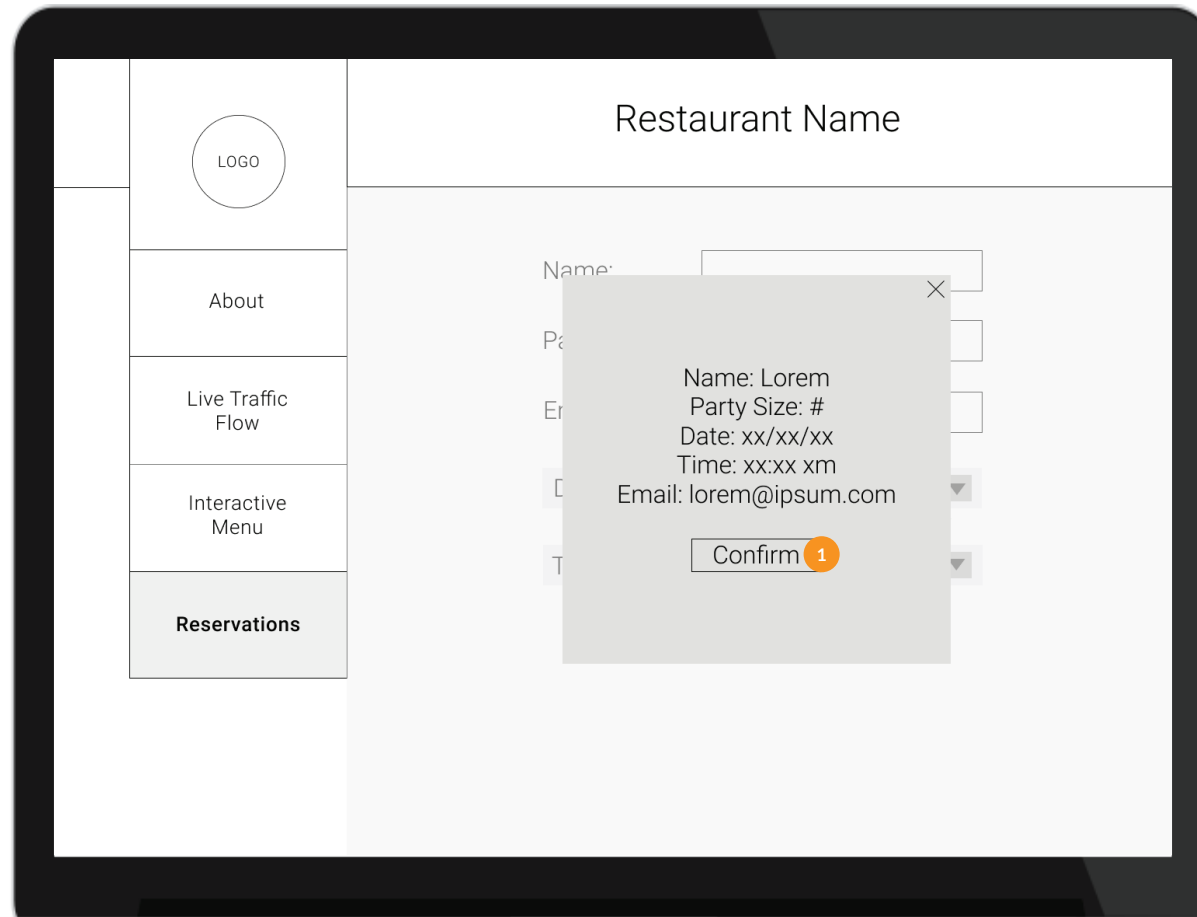 Restaurant Name
LOGO
About
Live Traffic
Flow
Interactive
Menu
Reservations
Name:
Name: Lorem
Party Size: #
Date: xx/xx/xx
Time: xx:xx xm
Email: lorem@ipsum.com
Confirm 1